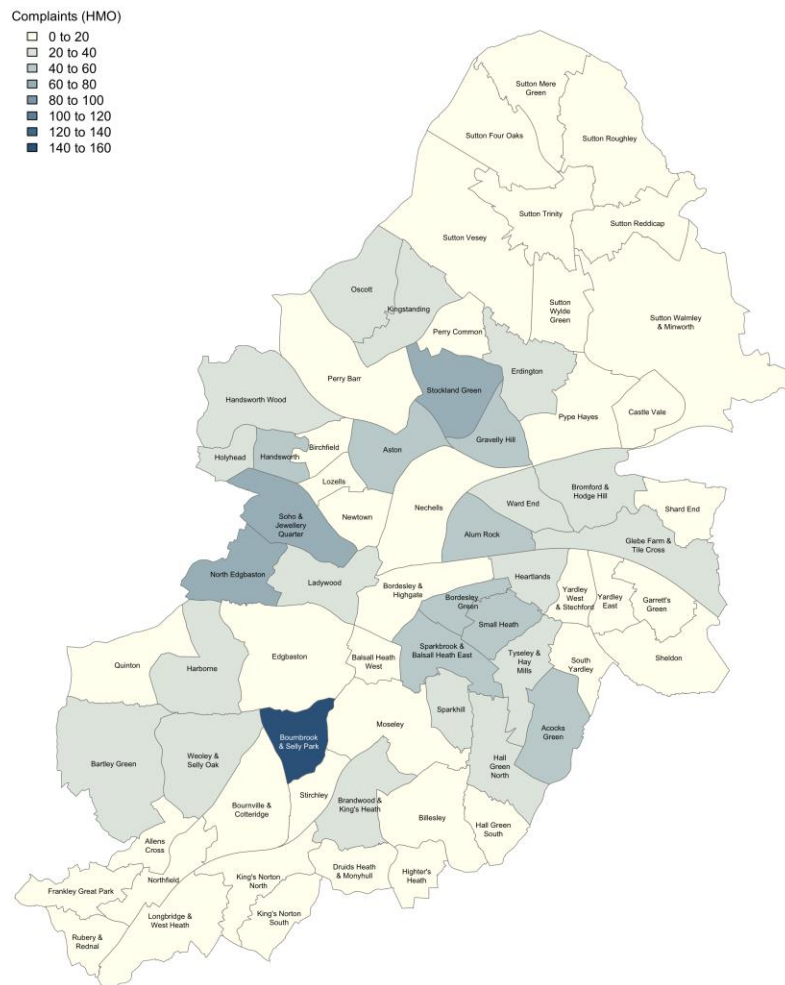 Complaints (HMO)
0 to 20
20 to 40
40 to 60
60 to 80
80 to 100
100 to 120
120 to 140
140 to 160
Sutton Mere
Green
Sutton Four Oaks
Sutton Roughley
Sutton Trinity
Sutton Reddicap
Sutton Vesey
Sutton
Wylde
Green
Sutton Walmley
& Minworth
Oscott
Kingstanding
Perry Common
Erdington
Perry Barr
Stockland Green
Handsworth Wood
Pype Hayes
Castle Vale
Gravelly Hill
Birchfield
Aston
Holyhead
Handsworth
Lozells
Bromford &
Hodge Hill
Ward End
Nechells
Shard End
Soho &
Jewellery
Quarter
Newtown
Alum Rock
Glebe Farm &
Tile Cross
North Edgbaston
Ladywood
Heartlands
Bordesley &
Highgate
Bordesley
Green
Yardley
West
& Stechford
Yardley
East
Garrett's
Green
Small Heath
Edgbaston
Balsall Heath
West
Sparkbrook &
Balsall Heath East
Tyseley &
Hay
Mills
South
Yardley
Sheldon
Quinton
Harborne
Sparkhill
Moseley
Acocks
Green
Bournbrook
& Selly Park
Bartley Green
Weoley &
Selly Oak
Hall
Green
North
Stirchley
Brandwood &
King's Heath
Bournville &
Cotteridge
Billesley
Hall Green
South
Allens
Cross
Druids Heath
& Monyhull
Highter's
Heath
Northfield
King's Norton
North
Frankley Great Park
Longbridge &
West Heath
King's Norton
South
Rubery &
Rednal